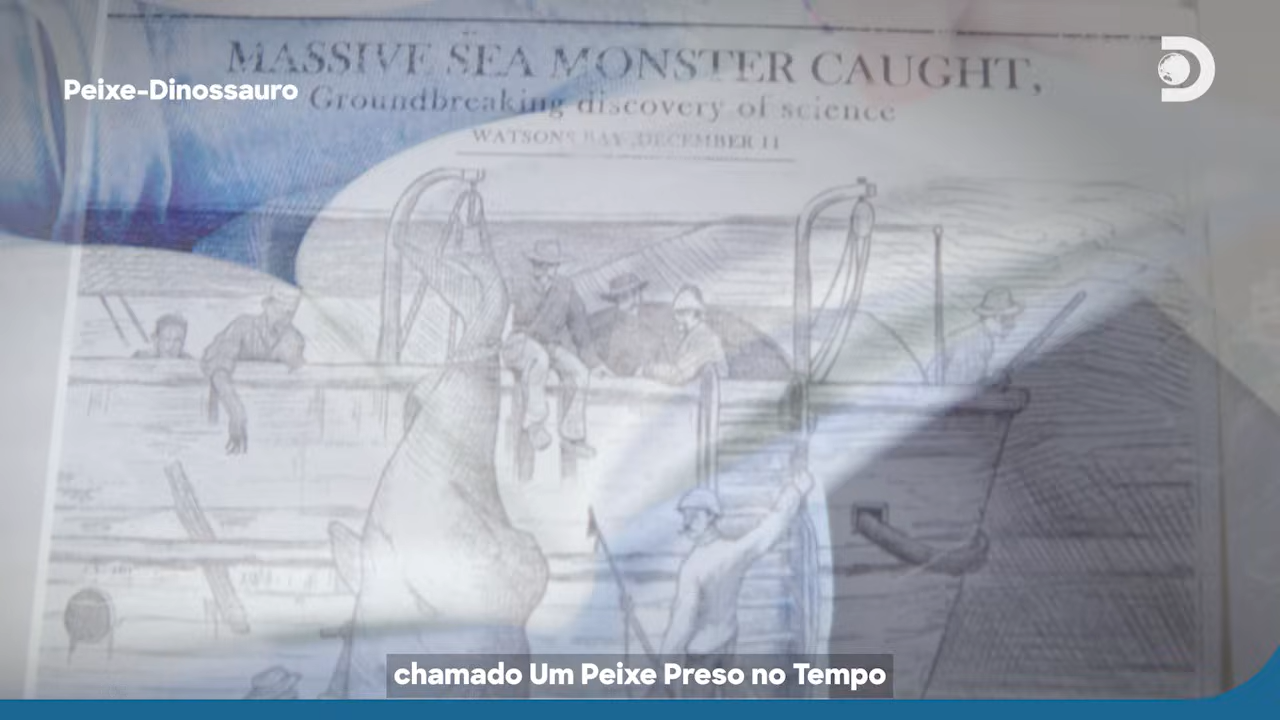 MASSIVE SEA MONSTER CAUGHT,
Peixe-Dinossauro
Groundbreaking discovery of science
WATSONS BAY DECEMBER 11
chamado Um Peixe Preso no Tempo